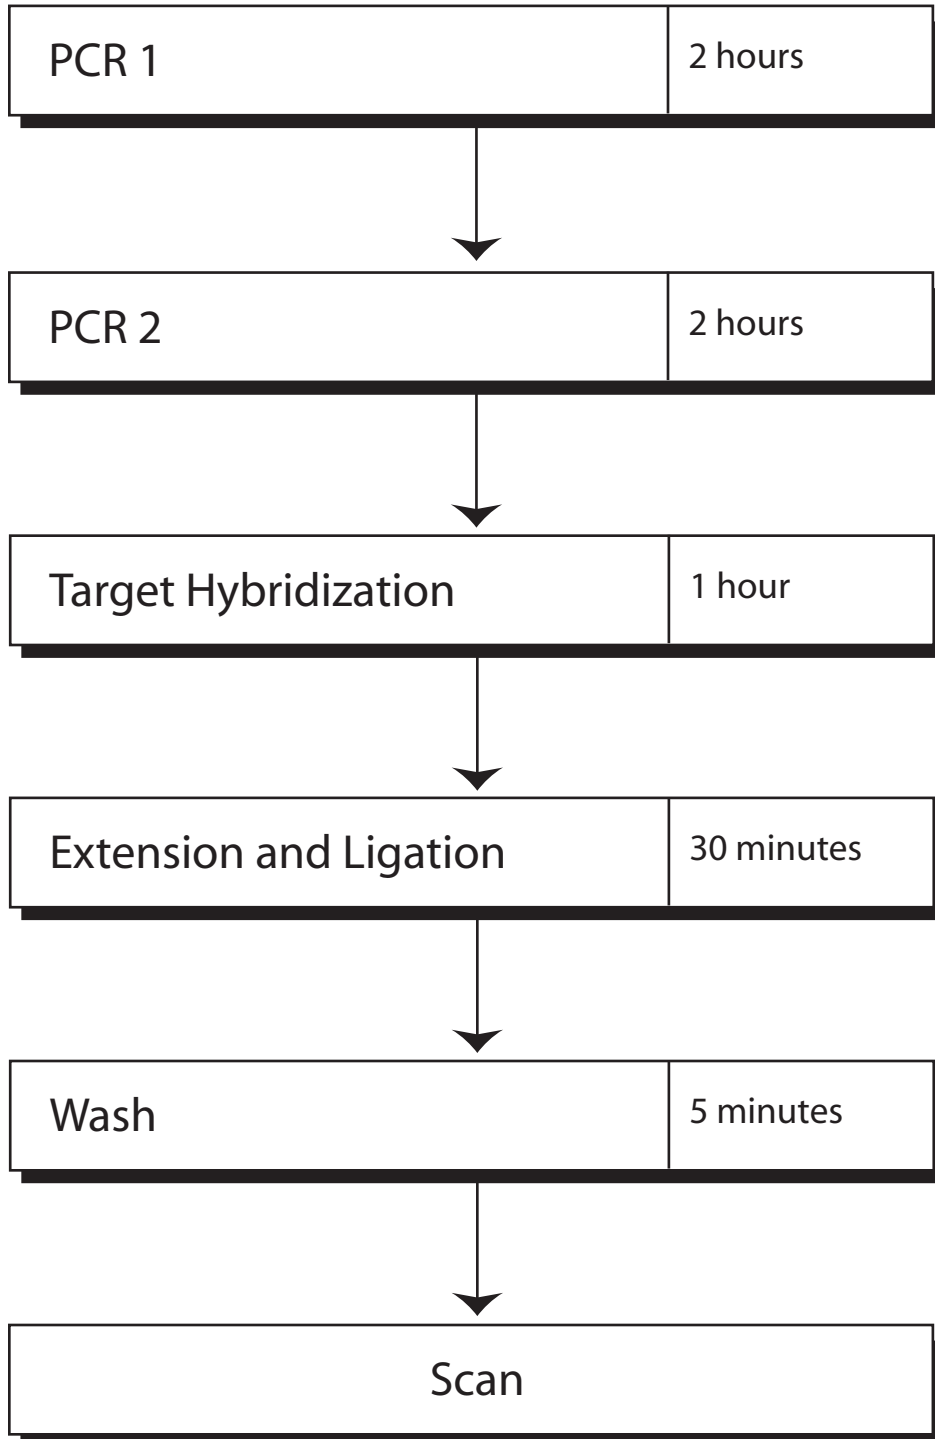 PCR 1
2 hours
PCR 2
2 hours
Target Hybridization
1 hour
Extension and Ligation
30 minutes
Wash
5 minutes
Scan